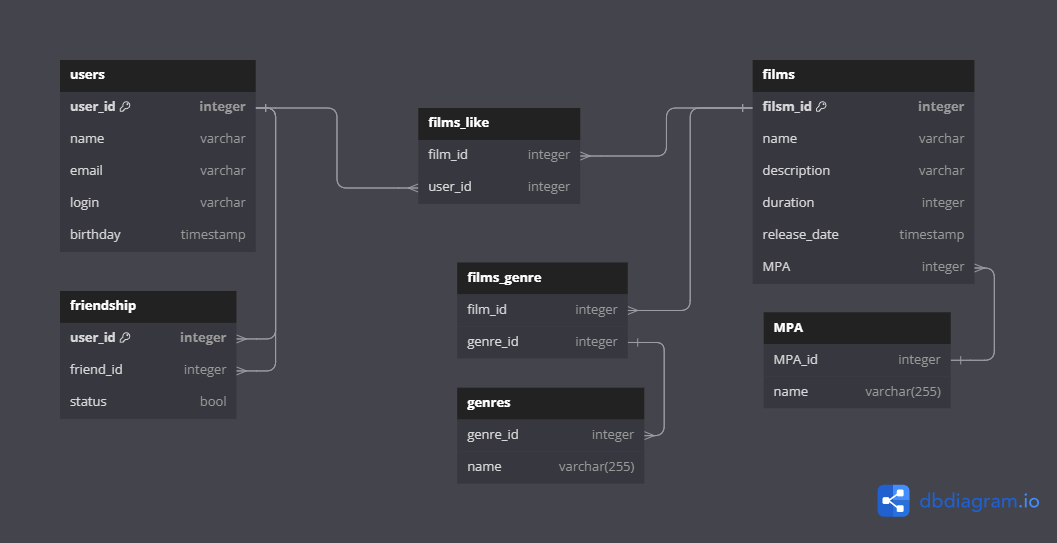 users
user_id integer
name varchar
email varchar
login varchar
birthday timestamp
friendship
user_id integer
friend_id integer
status bool
films_like
film_id integer
user_id integer
films_genre
film_id integer
genre_id integer
genres
genre_id integer
name varchar(255)
films
filsm_id integer
name varchar
description varchar
duration integer
release_date timestamp
MPA integer
MPA
MPA_id integer
name varchar(255)
dbdiagram.io